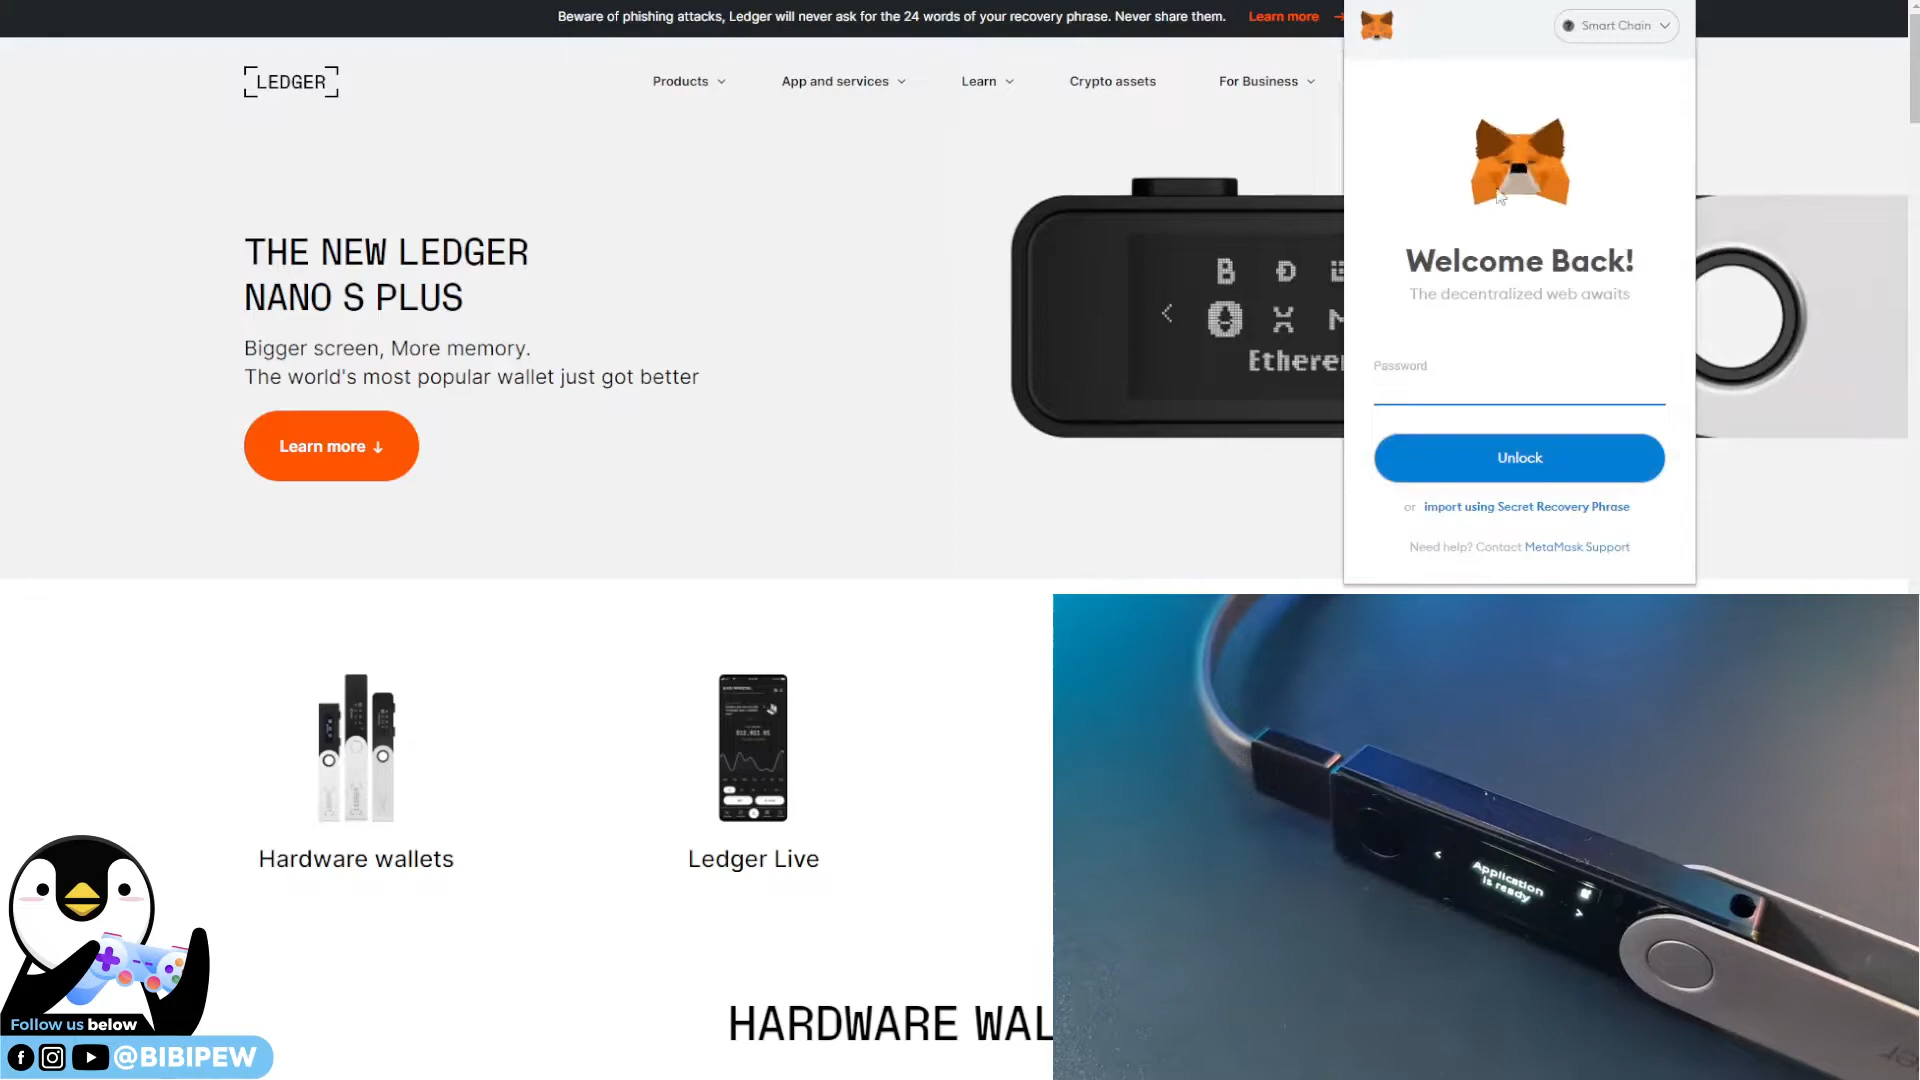 Beware of phishing attacks, Ledger will never ask for the 24 words of your recovery phrase. Never share them. Learn more →
Smart Chain
LEDGER
Products
App and services
Learn
Crypto assets
For Business
THE NEW LEDGER
NANO S PLUS
Bigger screen, More memory.
The world's most popular wallet just got better
Learn more ↓
Welcome Back!
The decentralized web awaits
Password
Unlock
or import using Secret Recovery Phrase
Need help? Contact MetaMask Support
Hardware wallets
Ledger Live
Application
is ready
HARDWARE WAL
Follow us below
@BIBIPEW